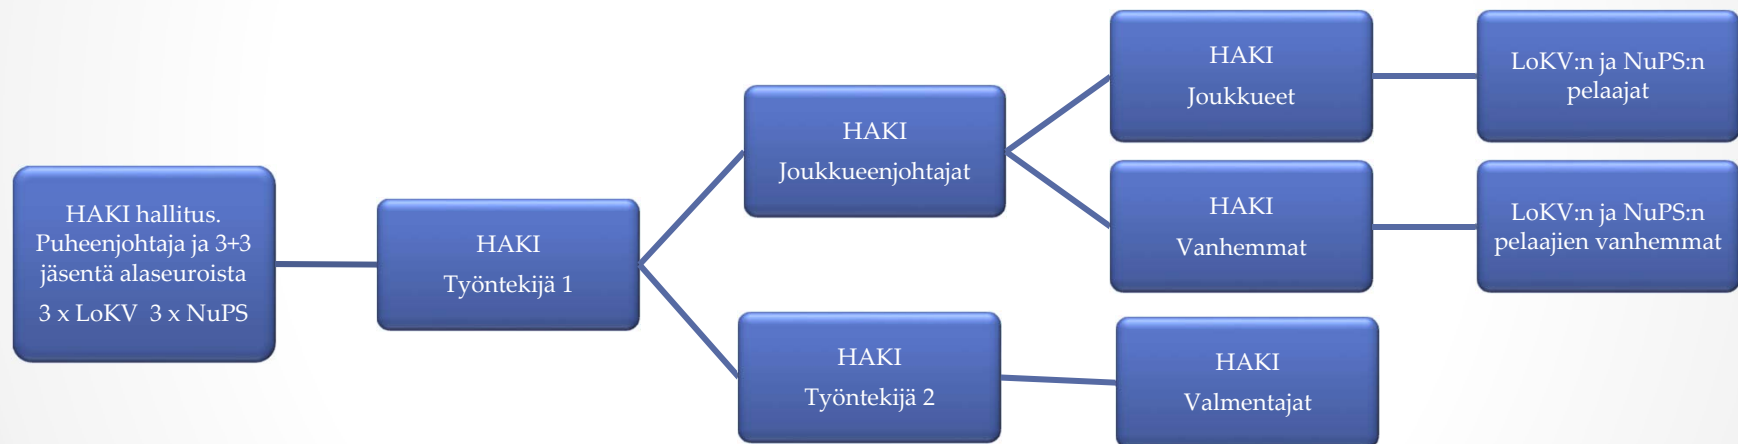 HAKI hallitus.
Puheenjohtaja ja 3+3
jäsentä alaseuroista
3 x LoKV 3 x NuPS
HAKI
Työntekijä 1
HAKI
Joukkueenjohtajat
HAKI
Työntekijä 2
HAKI
Joukkueet
HAKI
Vanhemmat
HAKI
Valmentajat
LoKV:n ja NuPS:n
pelaajat
LoKV:n ja NuPS:n
pelaajien vanhemmat